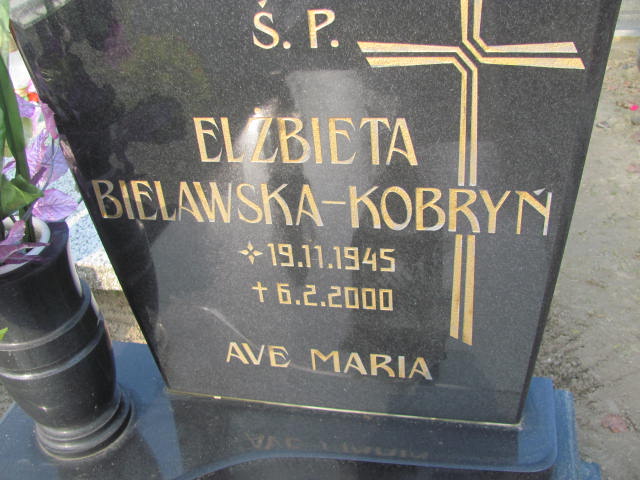 Ś. P.
ELŻBIETA
BIELAWSKA-KOBRYŃ
19.11.1945
† 6.2.2000
AVE MARIA